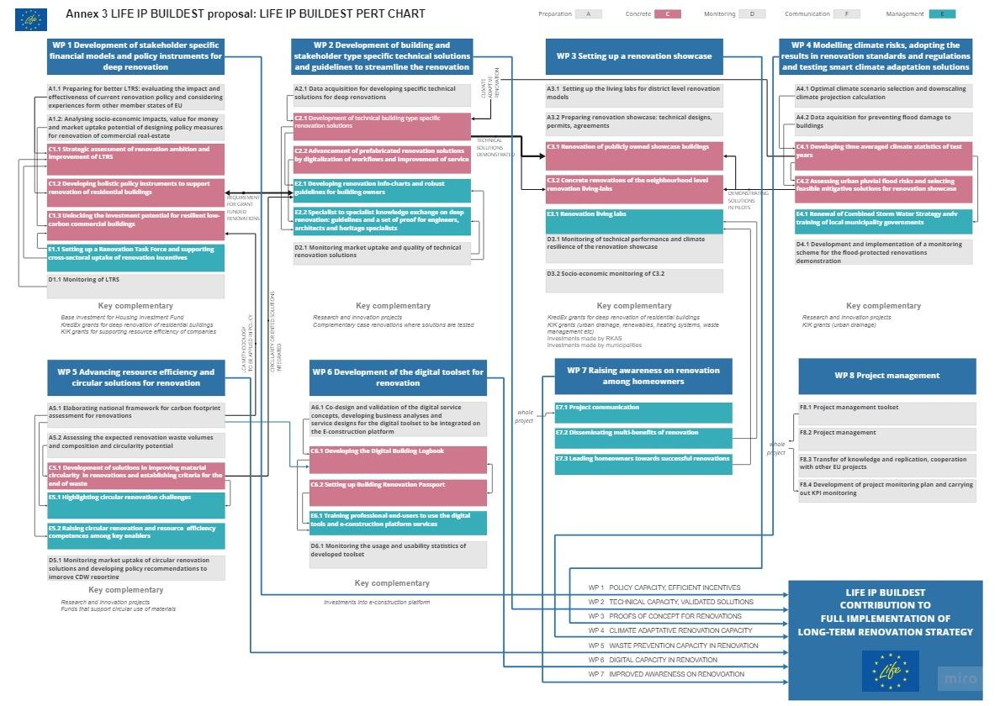 Annex 3 LIFE IP BUILDEST proposal: LIFE IP BUILDEST PERT CHART
Preparation A
Concrete C
Monitoring D
Communication F
Management E
WP 1 Development of stakeholder specific
financial models and policy instruments for
deep renovation
A1.1 Preparing for better LTRS: evaluating the impact and
effectiveness of current renovation policy and considering
experiences form other member states of EU
A1.2: Analysing socio-economic impacts, value for money
and market uptake potential of designing policy measures
for renovation of commercial real-estate
C1.1 Strategic assessment of renovation ambition and
improvement of LTRS
C1.2 Developing holistic policy instruments to support
renovation of residential buildings
C1.3 Unlocking the investment potential for resilient low-
carbon commercial buildings
E1.1 Setting up a Renovation Task Force and supporting
cross-sectoral uptake of renovation incentives
D1.1 Monitoring of LTRS
Key complementary
Base investment for Housing Investment Fund
KredEx grants for deep renovation of residential buildings
KIK grants for supporting resource efficiency of companies
REQUIREMENT
FOR GRANT
FUNDED
RENOVATIONS
WP 2 Development of building and
stakeholder type specific technical solutions
and guidelines to streamline the renovation
A2.1 Data acquisition for developing specific technical
solutions for deep renovations
C2.1 Development of technical building type specific
renovation solutions
C2.2 Advancement of prefabricated renovation solutions
by digitalization of workflows and improvement of service
E2.1 Developing renovation info-charts and robust
guidelines for building owners
E2.2 Specialist to specialist knowledge exchange on deep
renovation: guidelines and a set of proof for engineers,
architects and heritage specialists
D2.1 Monitoring market uptake and quality of technical
renovation solutions
Key complementary
Research and Innovation projects
Complementary case renovations where solutions are tested
CLIMATE
ADAPTIVE
RENOVATION
TECHNICAL
SOLUTIONS
DEMONSTRATED
WP 3 Setting up a renovation showcase
A3.1 Setting up the living labs for district level renovation
models
A3.2 Preparing renovation showcase: technical designs,
permits, agreements
C3.1 Renovation of publicly owned showcase buildings
C3.2 Concrete renovations of the neighbourhood level
renovation living-labs
E3.1 Renovation living labs
D3.1 Monitoring of technical performance and climate
resilience of the renovation showcase
D3.2 Socio-economic monitoring of C3.2
Key complementary
KredEx grants for deep renovation of residential buildings
KIK grants (urban drainage, renewables, heating systems, waste
management etc)
Investments made by RKAS
Investments made by municipalities
DEMONSTRATING
SOLUTIONS
IN PILOTS
WP 4 Modelling climate risks, adopting the
results in renovation standards and regulations
and testing smart climate adaptation solutions
A4.1 Optimal climate scenario selection and downscaling
climate projection calculation
A4.2 Data aquisition for preventing flood damage to
buildings
C4.1 Developing time averaged climate statistics of test
years
C4.2 Assessing urban pluvial flood risks and selecting
feasible mitigative solutions for renovation showcase
E4.1 Renewal of Combined Storm Water Strategy andv
training of local municipality governments
D4.1 Development and implementation of a monitoring
scheme for the flood-protected renovations
demonstration
Key complementary
Research and Innovation projects
KIK grants (urban drainage)
LCA METHODOLOGY
TO BE APPLIED IN POLICY
CIRCULARITY ORIENTED SOLUTIONS
INTEGRATED
WP 5 Advancing resource efficiency and
circular solutions for renovation
A5.1 Elaborating national framework for carbon footprint
assessment for renovations
A5.2 Assessing the expected renovation waste volumes
and composition and circularity potential
C5.1 Development of solutions in improving material
circularity in renovations and establishing criteria for the
end of waste
E5.1 Highlighting circular renovation challenges
E5.2 Raising circular renovation and resource efficiency
competences among key enablers
D5.1 Monitoring market uptake of circular renovation
solutions and developing policy recommendations to
improve CDW reporting
Key complementary
Research and Innovation projects
Funds that support circular use of materials
WP 6 Development of the digital toolset for
renovation
A6.1 Co-design and validation of the digital service
concepts, developing business analyses and
service designs for the digital toolset to be integrated on
the E-construction platform
C6.1 Developing the Digital Building Logbook
C6.2 Setting up Building Renovation Passport
E6.1 Training professional end-users to use the digital
tools and e-construction platform services
D6.1 Monitoring the usage and usability statistics of
developed toolset
Key complementary
Investments into e-construction platform
WP 7 Raising awareness on renovation
among homeowners
whole
project
E7.1 Project communication
E7.2 Disseminating multi-benefits of renovation
E7.3 Leading homeowners towards successful renovations
WP 8 Project management
whole
project
F8.1 Project management toolset
F8.2 Project management
F8.3 Transfer of knowledge and replication, cooperation
with other EU projects
F8.4 Development of project monitoring plan and carrying
out KPI monitoring
WP 1 POLICY CAPACITY, EFFICIENT INCENTIVES
WP 2 TECHNICAL CAPACITY, VALIDATED SOLUTIONS
WP 3 PROOFS OF CONCEPT FOR RENOVATIONS
WP 4 CLIMATE ADAPTATIVE RENOVATION CAPACITY
WP 5 WASTE PREVENTION CAPACITY IN RENOVATION
WP 6 DIGITAL CAPACITY IN RENOVATION
WP 7 IMPROVED AWARENESS ON RENOVOATION
LIFE IP BUILDEST
CONTRIBUTION TO
FULL IMPLEMENTATION OF
LONG-TERM RENOVATION STRATEGY
Life
miro